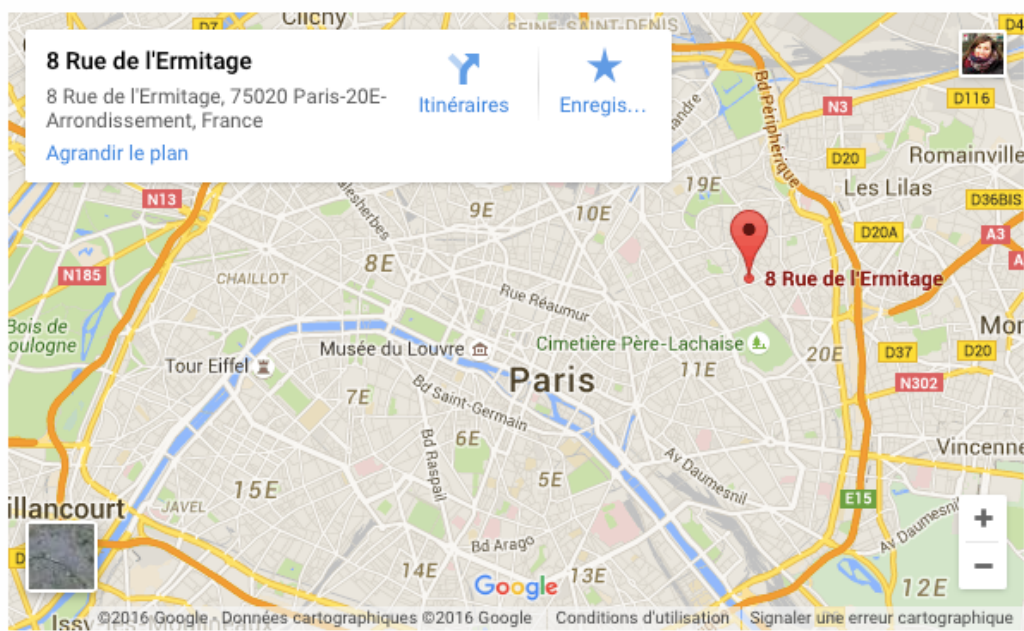 Clichy
D7
SEINE-SAINT-DENIS
D4
8 Rue de l'Ermitage
8 Rue de l'Ermitage, 75020 Paris-20E-
Arrondissement, France
Agrandir le plan
Itinéraires
Enregis...
Bd Périphérique
N3
D116
D20
Romainville
Les Lilas
19E
N13
9E
10E
D36BIS
D20A
A3
A
8E
CHAILLOT
N185
8 Rue de l'Ermitage
Rue Réaumur
Bois de
oulogne
Musée du Louvre
Cimetière Père-Lachaise
Mon
Tour Eiffel
Paris
11E
20E
D37
D20
N302
7E
Bd Saint-Germain
6E
Bd Raspail
Vincenne
5E
Av Daumesnil
15E
JAVEL
E15
illancourt
Av Daumesnil
+
D
Bd Arago
−
14E
Google
13E
12E
©2016 Google - Données cartographiques ©2016 Google
Conditions d'utilisation
Signaler une erreur cartographique